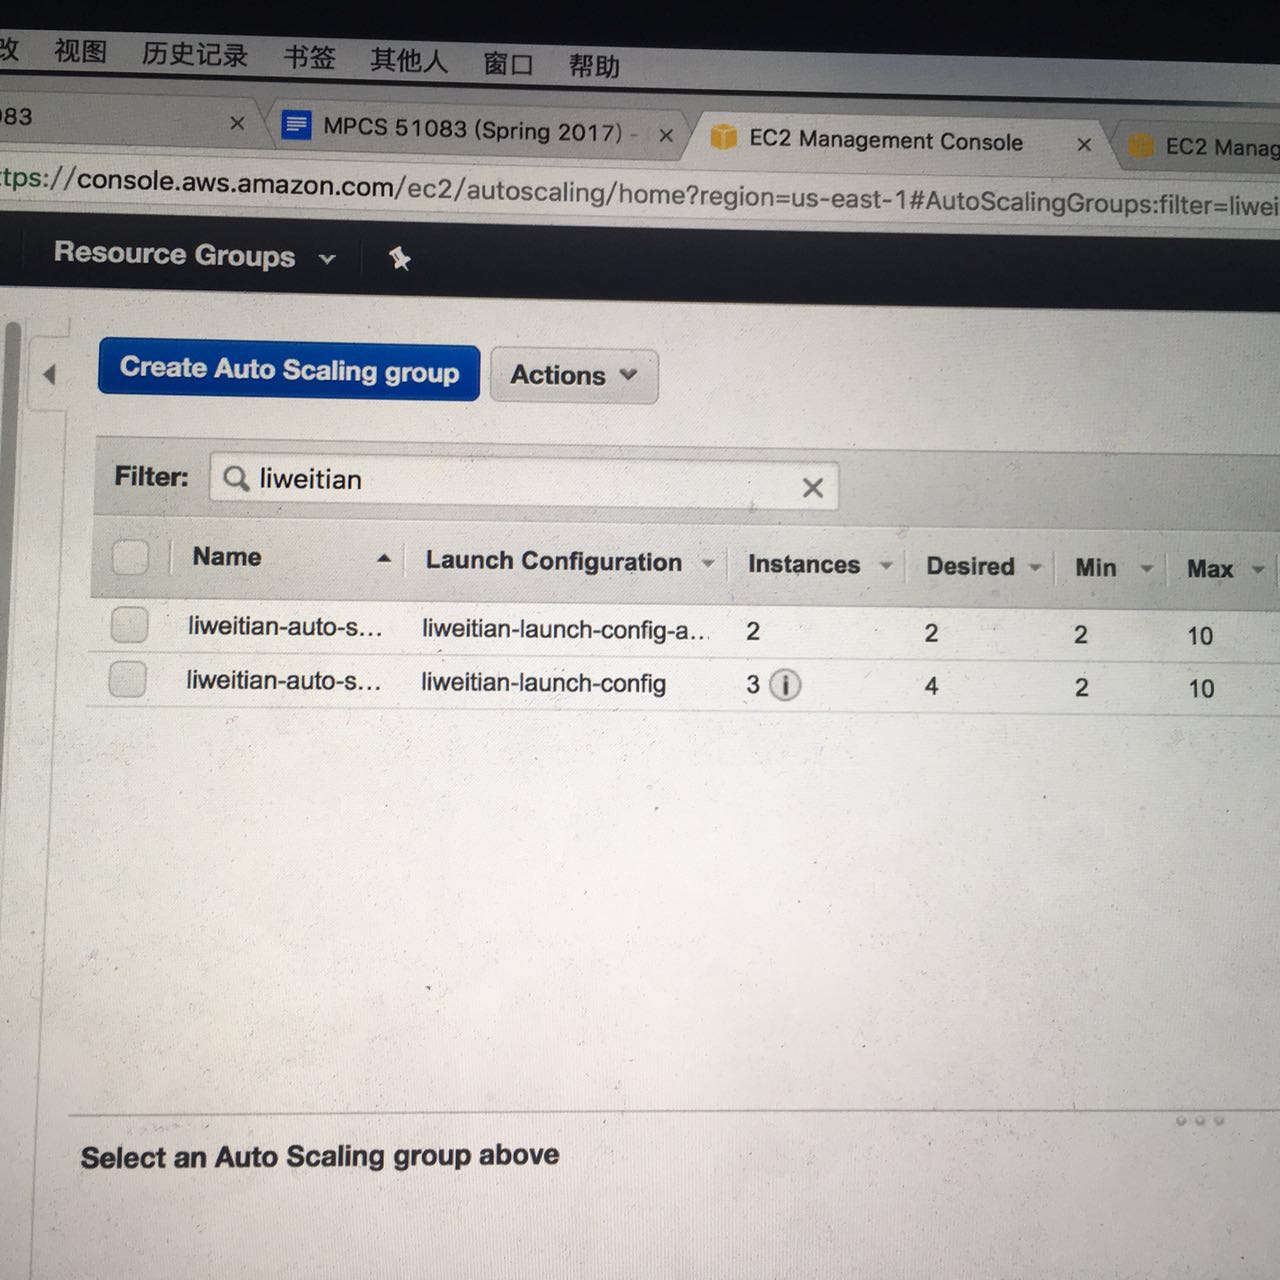 改 视图 历史记录 书签 其他人 窗口 帮助
083 MPCS 51083 (Spring 2017) - EC2 Management Console EC2 Manag
ttps://console.aws.amazon.com/ec2/autoscaling/home?region=us-east-1#AutoScalingGroups:filter=liwei
Resource Groups
Create Auto Scaling group Actions
Filter: liweitian
Name Launch Configuration Instances Desired Min Max
liweitian-auto-s... liweitian-launch-config-a... 2 2 2 10
liweitian-auto-s... liweitian-launch-config 3 i 4 2 10
Select an Auto Scaling group above